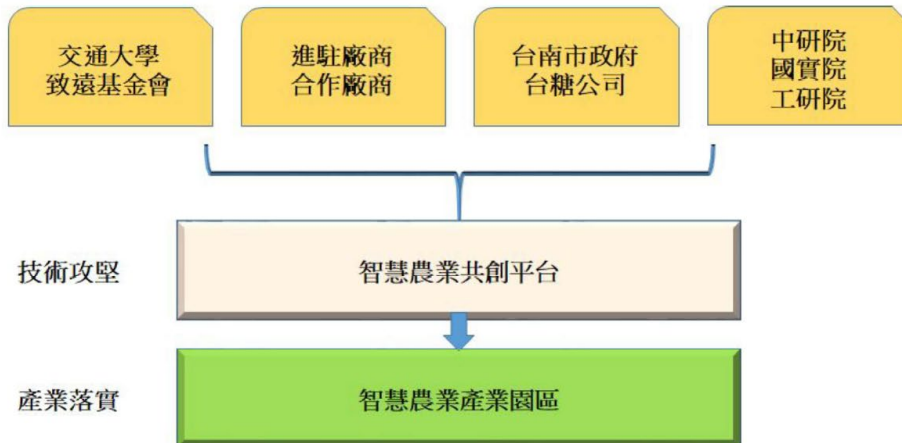 交通大學
致遠基金會
進駐廠商
合作廠商
台南市政府
台糖公司
中研院
國實院
工研院
技術攻堅
智慧農業共創平台
產業落實
智慧農業產業園區